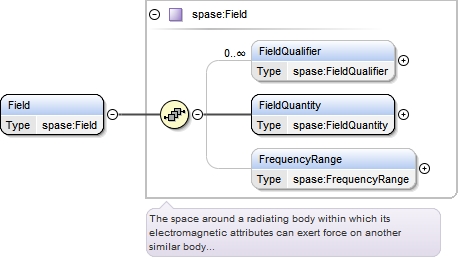 spase:Field
0..∞
FieldQualifier
Type spase:FieldQualifier
Field
Type spase:Field
FieldQuantity
Type spase:FieldQuantity
FrequencyRange
Type spase:FrequencyRange
The space around a radiating body within which its
electromagnetic attributes can exert force on another
similar body...